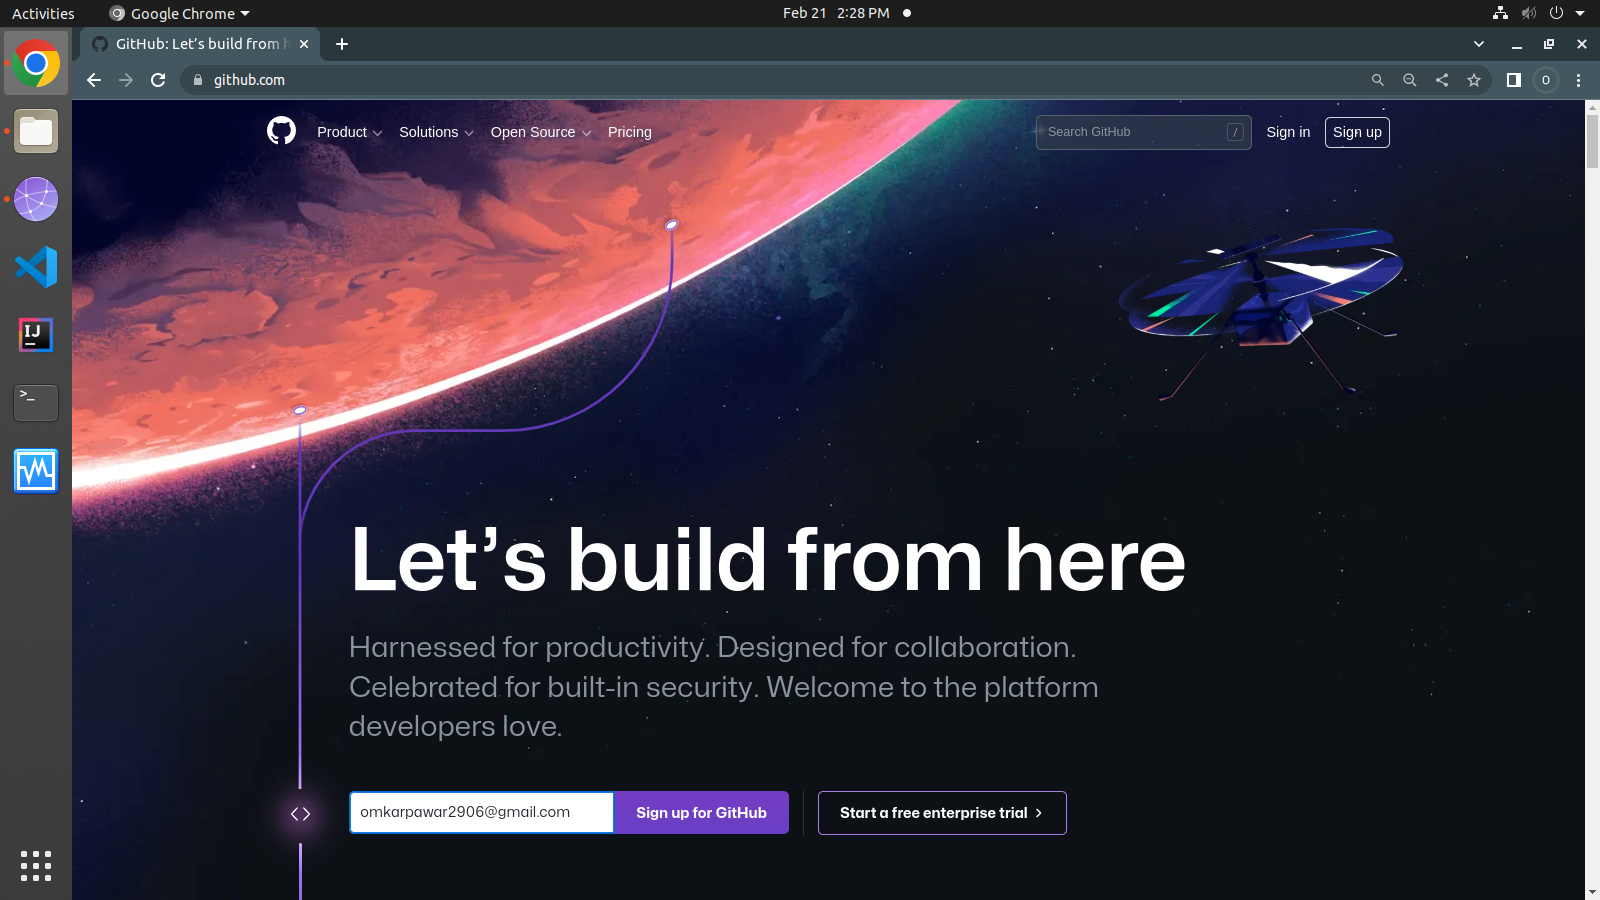 Activities
Google Chrome
Feb 21 2:28 PM
GitHub: Let’s build from h
github.com
O
Product
Solutions
Open Source
Pricing
Search GitHub
/
Sign in
Sign up
IJ
>_
Let’s build from here
Harnessed for productivity. Designed for collaboration.
Celebrated for built-in security. Welcome to the platform
developers love.
omkarpawar2906@gmail.com
Sign up for GitHub
Start a free enterprise trial